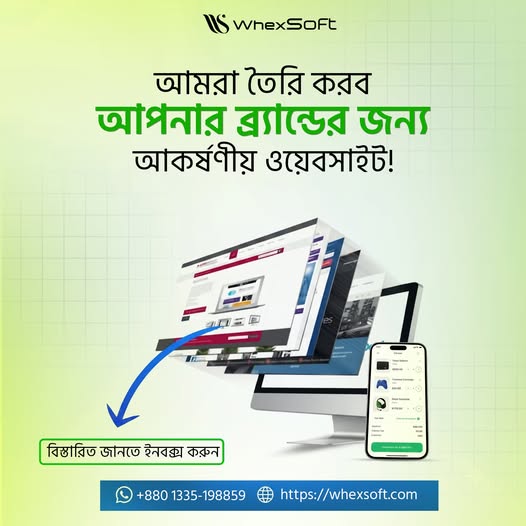 WHEXSOFT
আমরা তৈরি করব
আপনার ব্র্যান্ডের জন্য
আকর্ষণীয় ওয়েবসাইট!
বিস্তারিত জানতে ইনবক্স করুন
+880 1335-198859
https://whexsoft.com